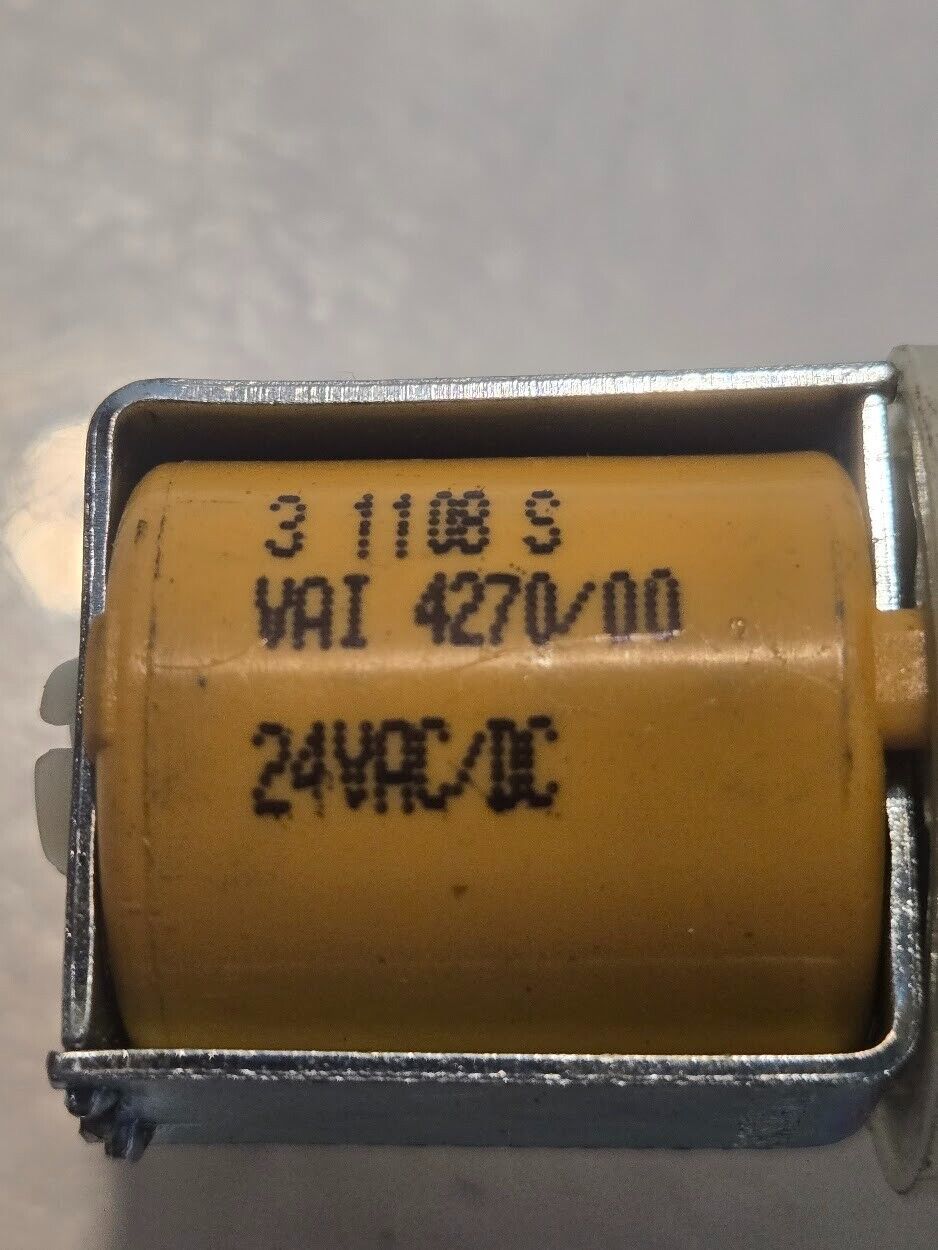 3 1108 S
VAI 4270/00
24VAC/DC